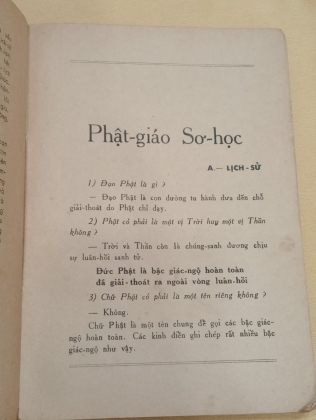 Phật-giáo Sơ-học
A.— LỊCH-SỬ
1) Đạo Phật là gì ?
— Đạo Phật là con đường tu hành đưa đến chỗ
giải-thoát do Phật chỉ dạy.
2) Phật có phải là một vị Trời hay một vị Thần
không ?
— Trời và Thần còn là chúng-sanh đương chịu
sự luân-hồi sanh tử.
Đức Phật là bậc giác-ngộ hoàn toàn
đã giải-thoát ra ngoài vòng luân-hồi
3) Chữ Phật có phải là một tên riêng không ?
— Không.
Chữ Phật là một tên chung để gọi các bậc giác-
ngộ hoàn toàn. Các kinh điển ghi chép rất nhiều bậc
giác-ngộ như vậy.